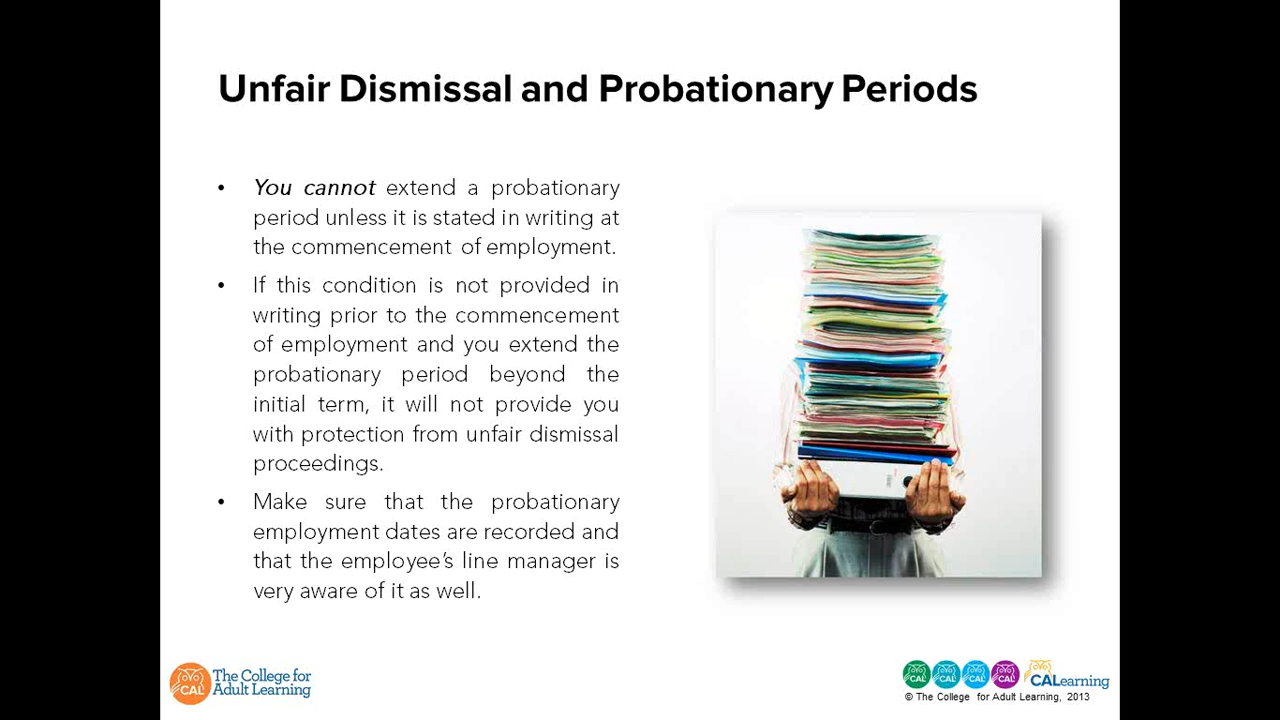 Unfair Dismissal and Probationary Periods
• You cannot extend a probationary
period unless it is stated in writing at
the commencement of employment.
• If this condition is not provided in
writing prior to the commencement
of employment and you extend the
probationary period beyond the
initial term, it will not provide you
with protection from unfair dismissal
proceedings.
• Make sure that the probationary
employment dates are recorded and
that the employee's line manager is
very aware of it as well.
CAL
The College for
Adult Learning
CAL CAL CAL CAL
CALearning
© The College for Adult Learning, 2013